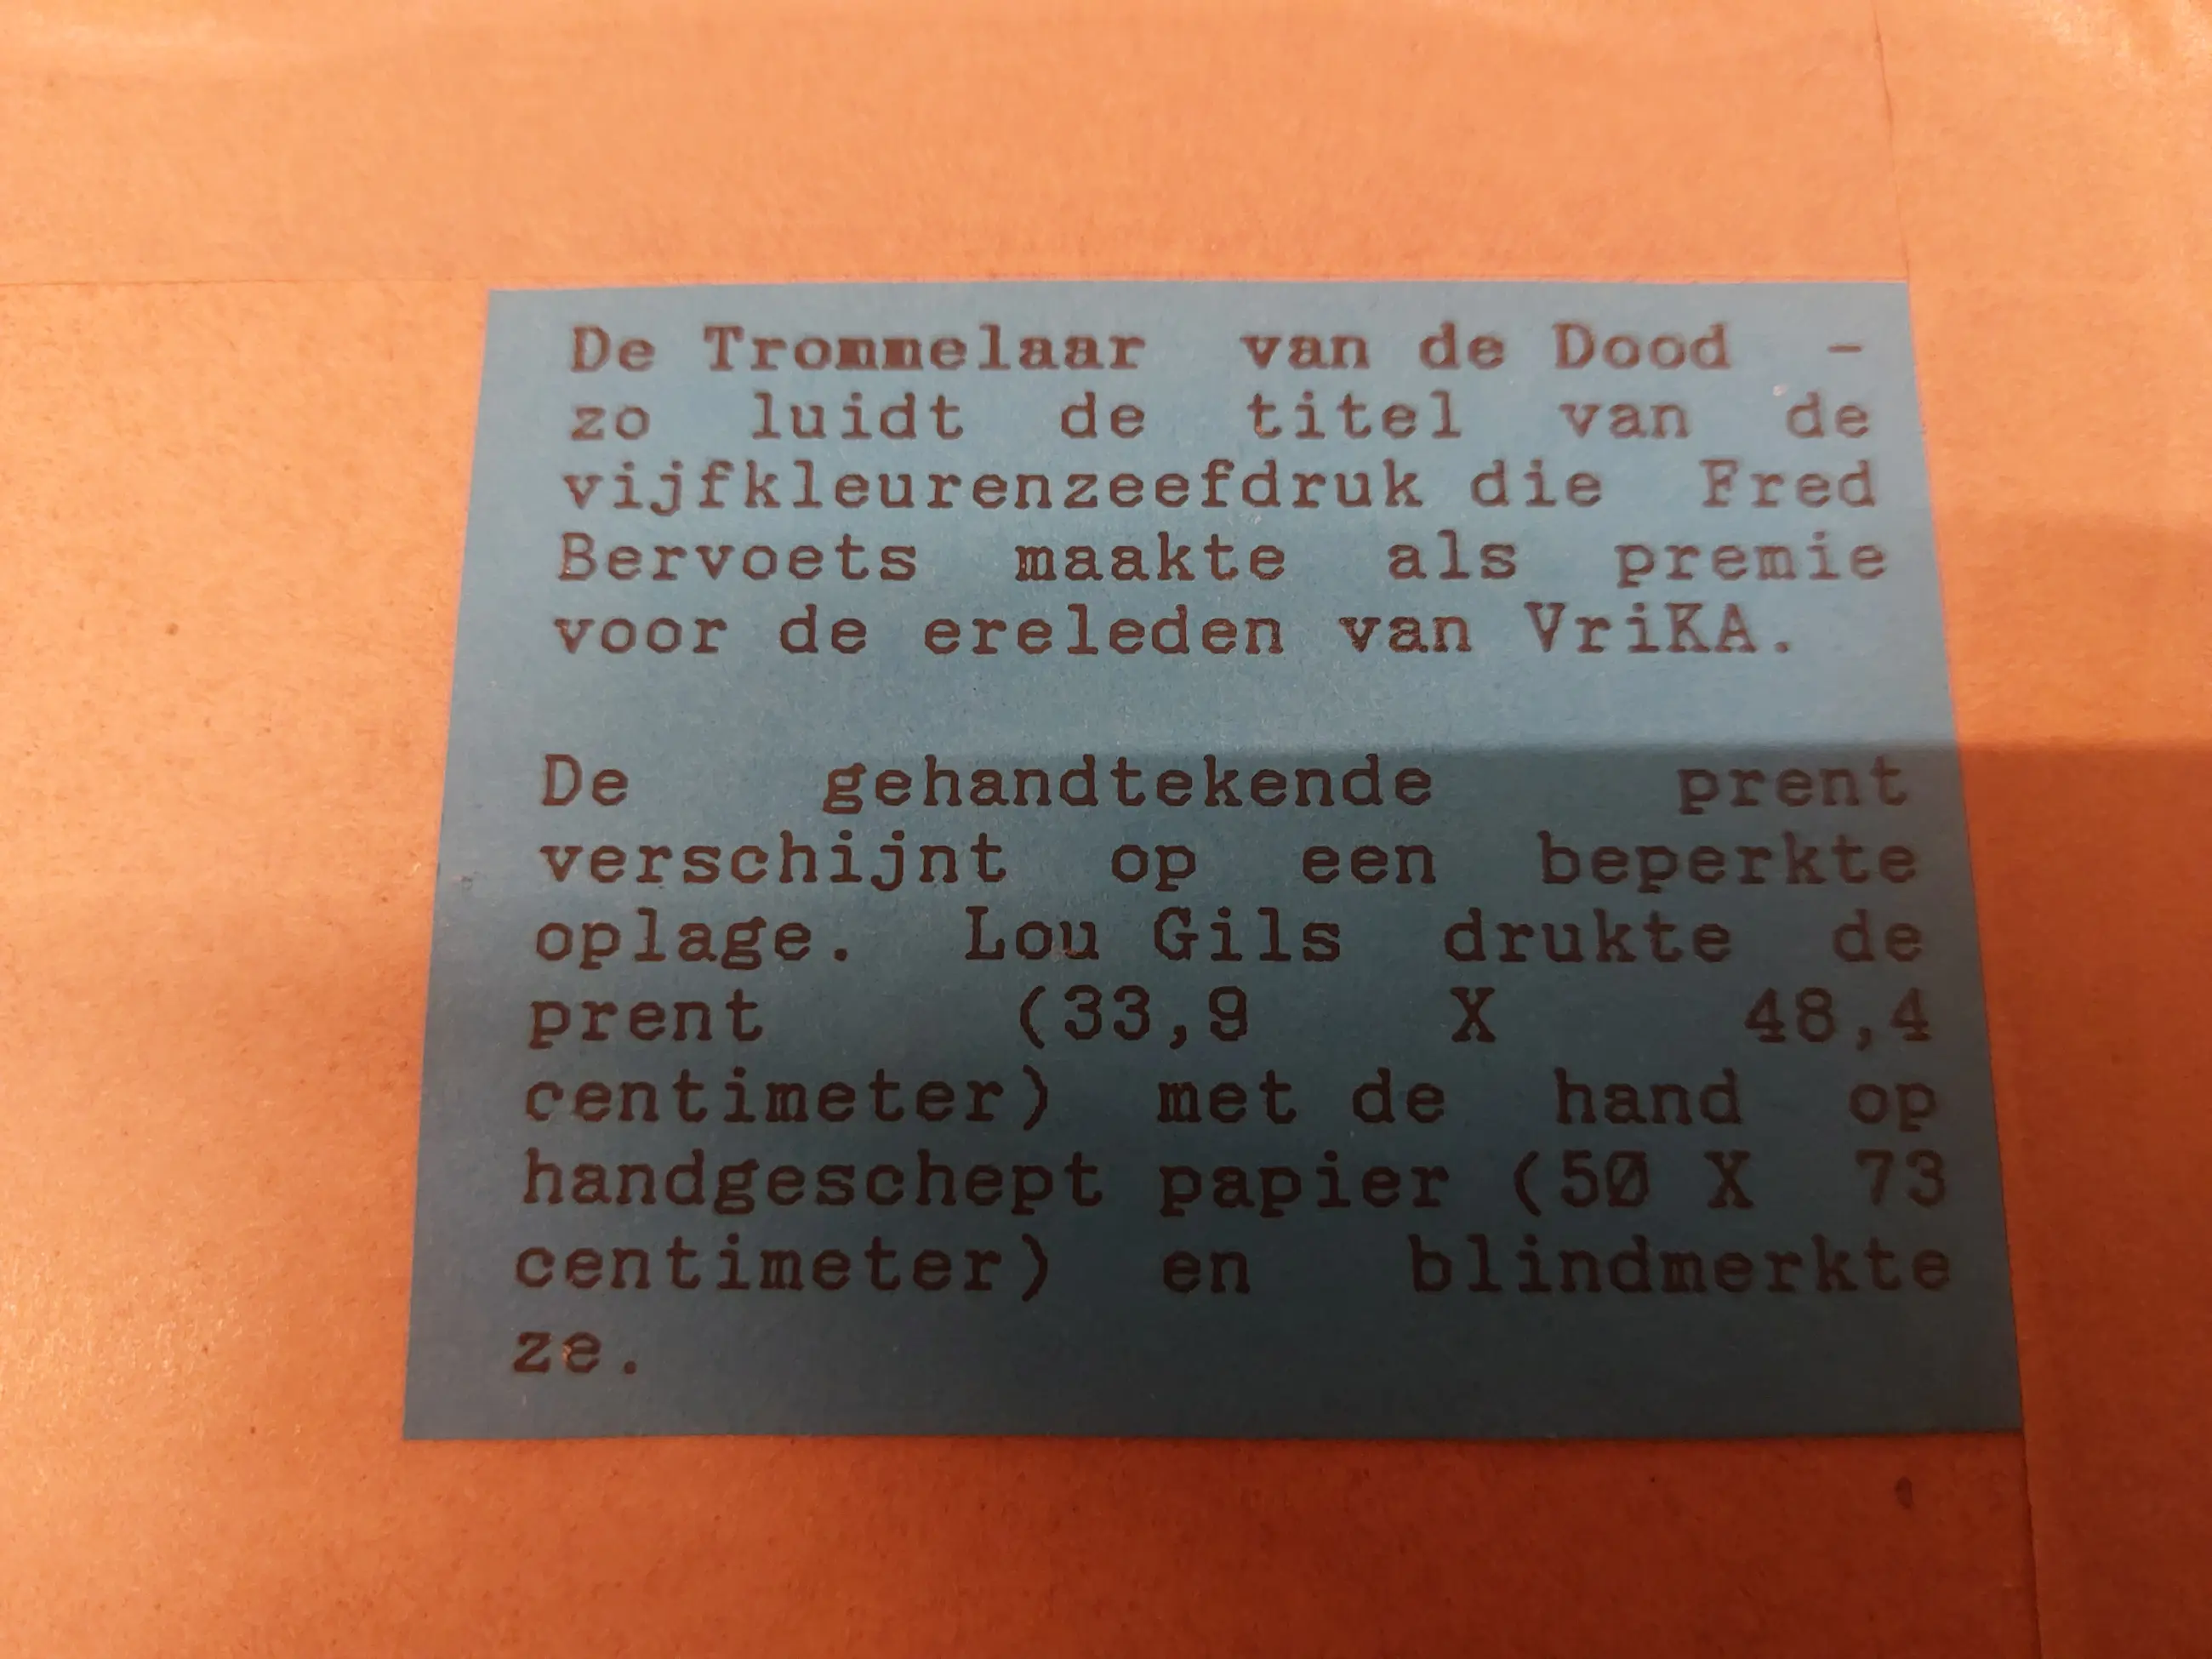 De Trommelaar van de Dood -
zo luidt de titel van de
vijfkleurenzeefdruk die Fred
Bervoets maakte als premie
voor de ereleden van VriKA.
De gehandtekende prent
verschijnt op een beperkte
oplage. Lou Gils drukte de
prent (33,9 X 48,4
centimeter) met de hand op
handgeschept papier (50 X 73
centimeter) en blindmerkte
ze.